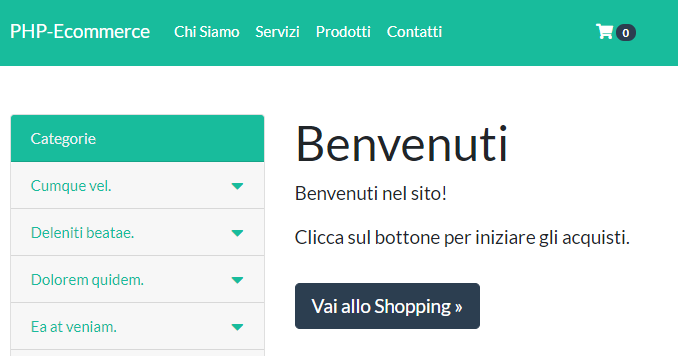 PHP-Ecommerce Chi Siamo Servizi Prodotti Contatti 0
Categorie
Cumque vel.
Deleniti beatae.
Dolorem quidem.
Ea at veniam.
Benvenuti
Benvenuti nel sito!
Clicca sul bottone per iniziare gli acquisti.
Vai allo Shopping »